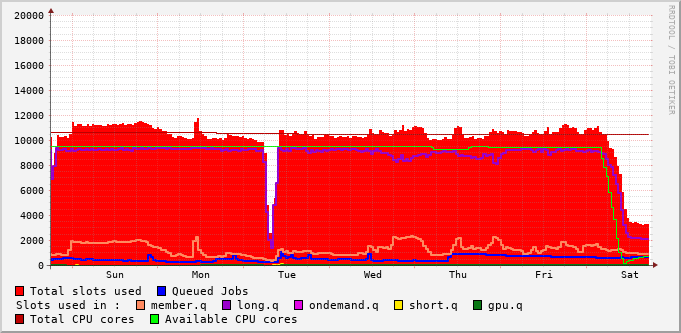 20000
18000
16000
14000
12000
10000
8000
6000
4000
2000
0
Sun Mon Tue Wed Thu Fri Sat
RRDTOOL / TOBI OETIKER
Total slots used Queued Jobs
Slots used in : member.q long.q ondemand.q short.q gpu.q
Total CPU cores Available CPU cores